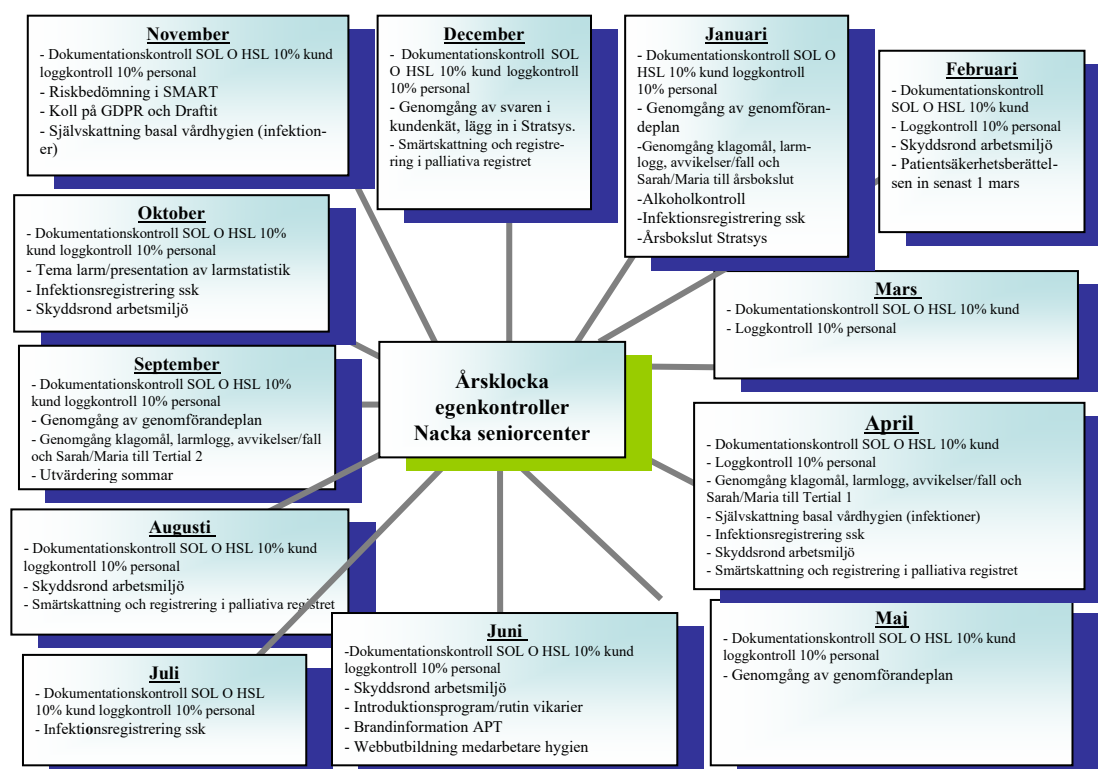 November
- Dokumentationskontroll SOL O HSL 10% kund
loggkontroll 10% personal
- Riskbedömning i SMART
- Koll på GDPR och Draftit
- Självskattning basal vårdhygien (infektion-
er)
December
- Dokumentationskontroll SOL
O HSL 10% kund loggkontroll
10% personal
- Genomgång av svaren i
kundenkät, lägg in i Stratsys.
- Smärtskattning och registre-
ring i palliativa registret
Januari
- Dokumentationskontroll SOL O
HSL 10% kund loggkontroll
10% personal
- Genomgång av genomföran-
deplan
-Genomgång klagomål, larm-
logg, avvikelser/fall och
Sarah/Maria till årsbokslut
-Alkoholkontroll
-Infektionsregistrering ssk
-Årsbokslut Stratsys
Februari
- Dokumentationskontroll
SOL O HSL 10% kund
- Loggkontroll 10% personal
- Skyddsrond arbetsmiljö
- Patientsäkerhetsberättel-
sen in senast 1 mars
Oktober
- Dokumentationskontroll SOL O HSL 10%
kund loggkontroll 10% personal
- Tema larm/presentation av larmstatistik
- Infektionsregistrering ssk
- Skyddsrond arbetsmiljö
Mars
- Dokumentationskontroll SOL O HSL 10% kund
- Loggkontroll 10% personal
September
- Dokumentationskontroll SOL O HSL 10%
kund loggkontroll 10% personal
- Genomgång av genomförandeplan
- Genomgång klagomål, larmlogg, avvikelser/fall
och Sarah/Maria till Tertial 2
- Utvärdering sommar
Årsklocka
egenkontroller
Nacka seniorcenter
April
- Dokumentationskontroll SOL O HSL 10% kund
- Loggkontroll 10% personal
- Genomgång klagomål, larmlogg, avvikelser/fall och
Sarah/Maria till Tertial 1
- Självskattning basal vårdhygien (infektioner)
- Infektionsregistrering ssk
- Skyddsrond arbetsmiljö
- Smärtskattning och registrering i palliativa registret
Augusti
- Dokumentationskontroll SOL O HSL 10% kund
loggkontroll 10% personal
- Skyddsrond arbetsmiljö
- Smärtskattning och registrering i palliativa registret
Maj
- Dokumentationskontroll SOL O HSL 10% kund
loggkontroll 10% personal
- Genomgång av genomförandeplan
Juni
-Dokumentationskontroll SOL O HSL 10% kund
loggkontroll 10% personal
- Skyddsrond arbetsmiljö
- Introduktionsprogram/rutin vikarier
- Brandinformation APT
- Webbutbildning medarbetare hygien
Juli
- Dokumentationskontroll SOL O HSL
10% kund loggkontroll 10% personal
- Infektionsregistrering ssk